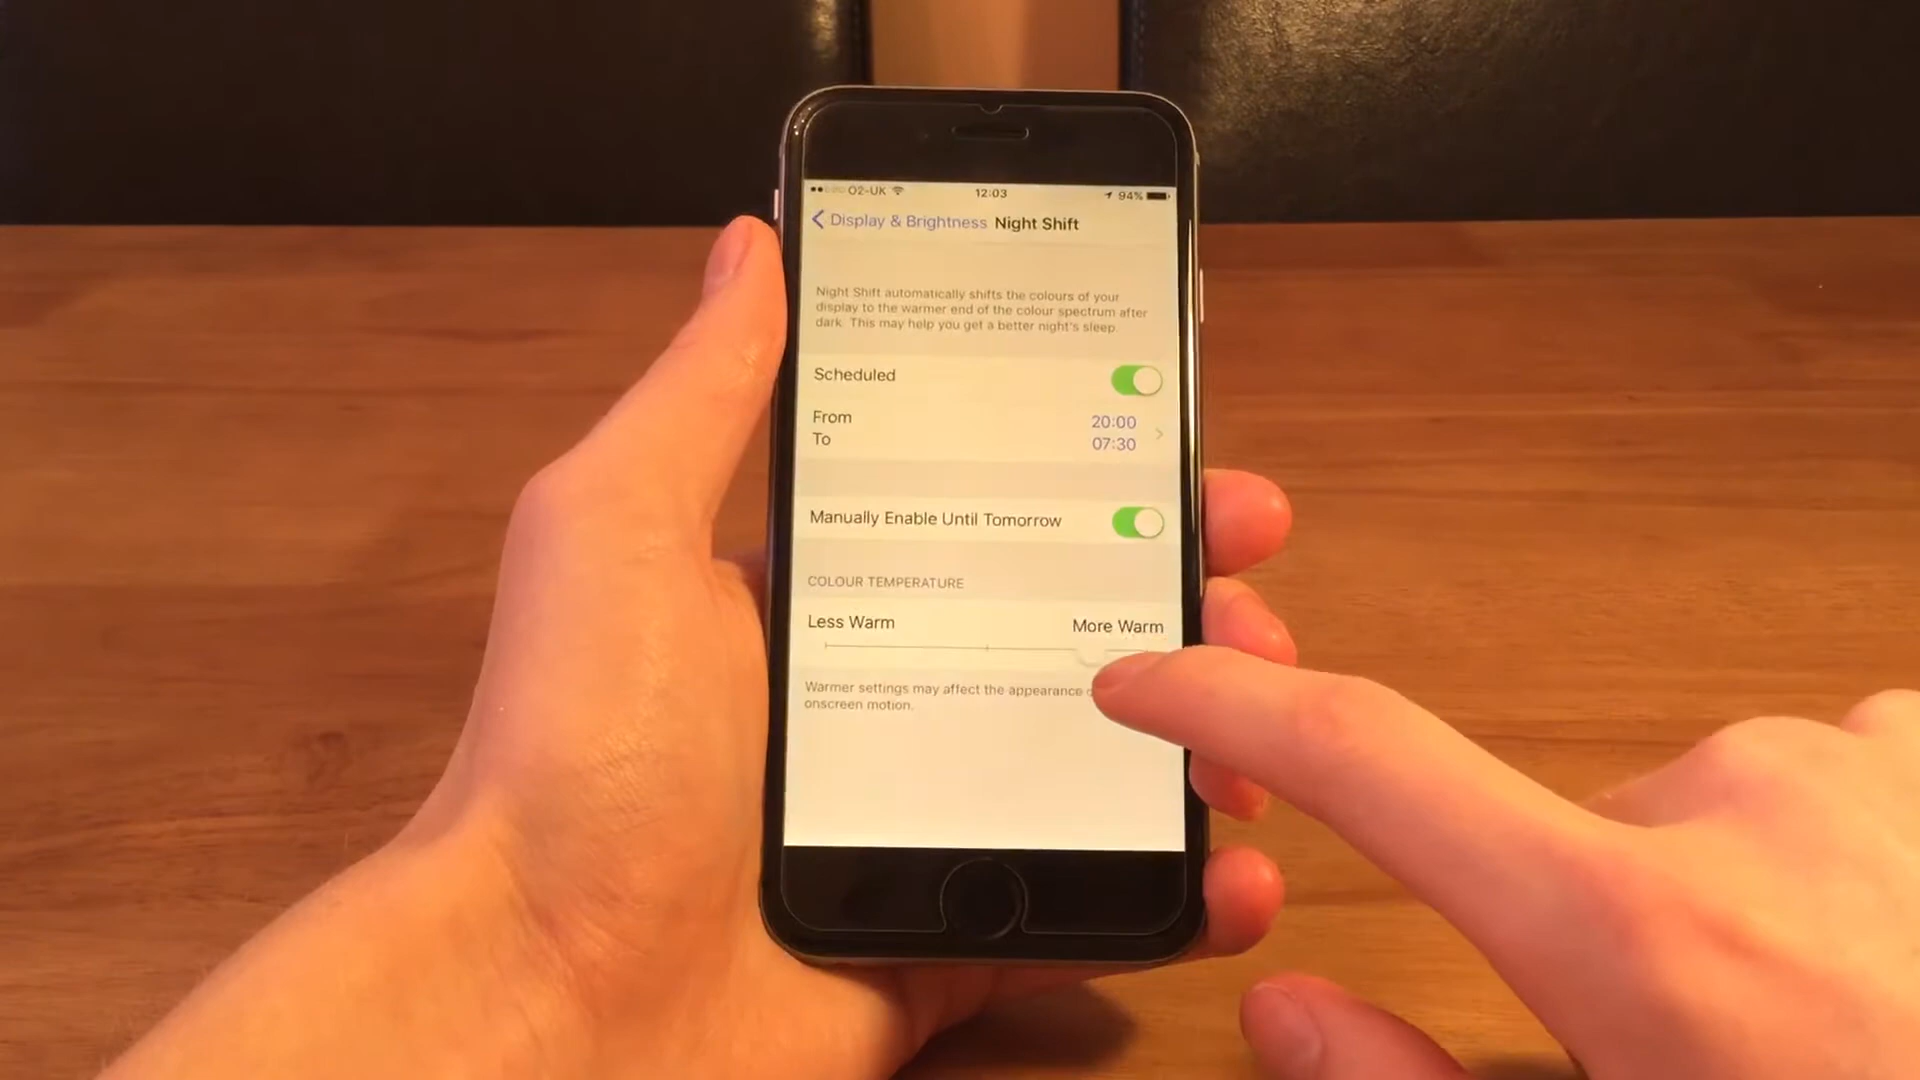 O2-UK 12:03 94%
Display & Brightness Night Shift
Night Shift automatically shifts the colours of your
display to the warmer end of the colour spectrum after
dark. This may help you get a better night's sleep.
Scheduled
From 20:00
To 07:30
Manually Enable Until Tomorrow
COLOUR TEMPERATURE
Less Warm More Warm
Warmer settings may affect the appearance
onscreen motion.